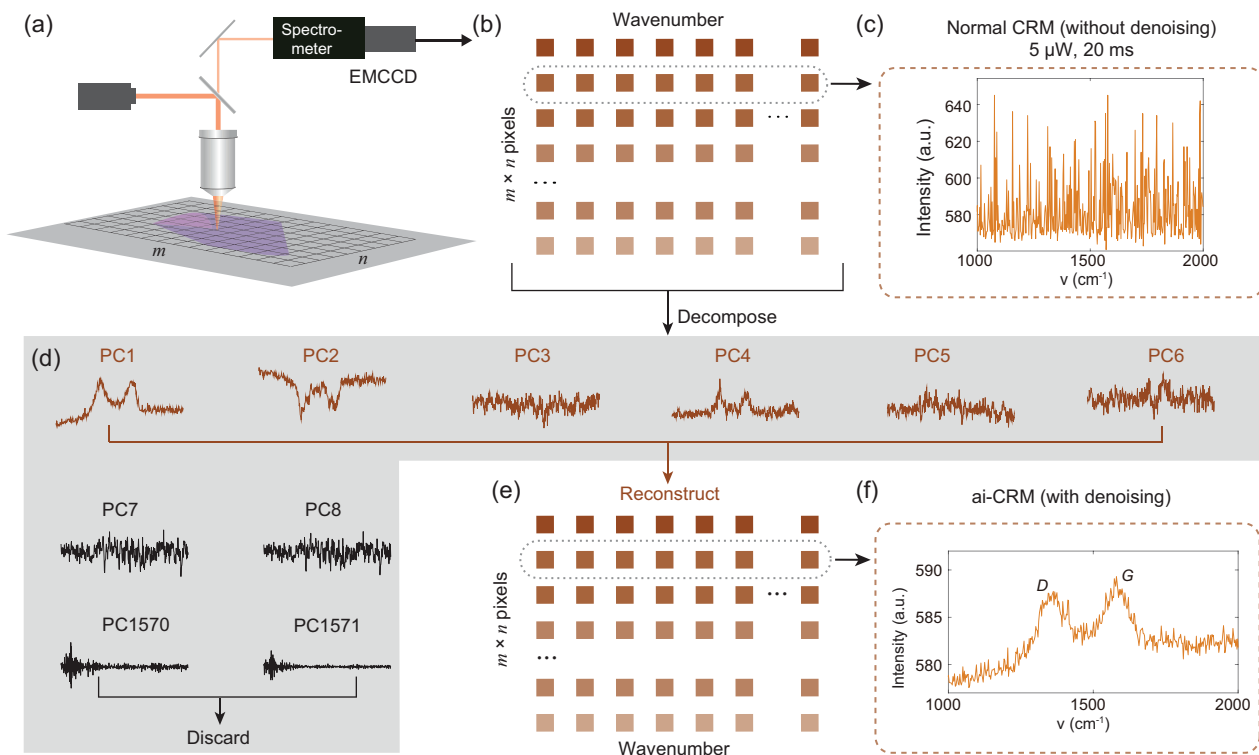 (a)
Spectro-
meter
EMCCD
m
n
(b)
Wavenumber
m × n pixels
...
...
Decompose
(c)
Normal CRM (without denoising)
5 µW, 20 ms
Intensity (a.u.)
640
620
600
580
1000
1500
2000
ν (cm⁻¹)
(d)
PC1
PC2
PC3
PC4
PC5
PC6
PC7
PC8
PC1570
PC1571
Discard
(e)
Reconstruct
m × n pixels
...
...
Wavenumber
(f)
ai-CRM (with denoising)
Intensity (a.u.)
590
585
580
D
G
1000
1500
2000
ν (cm⁻¹)